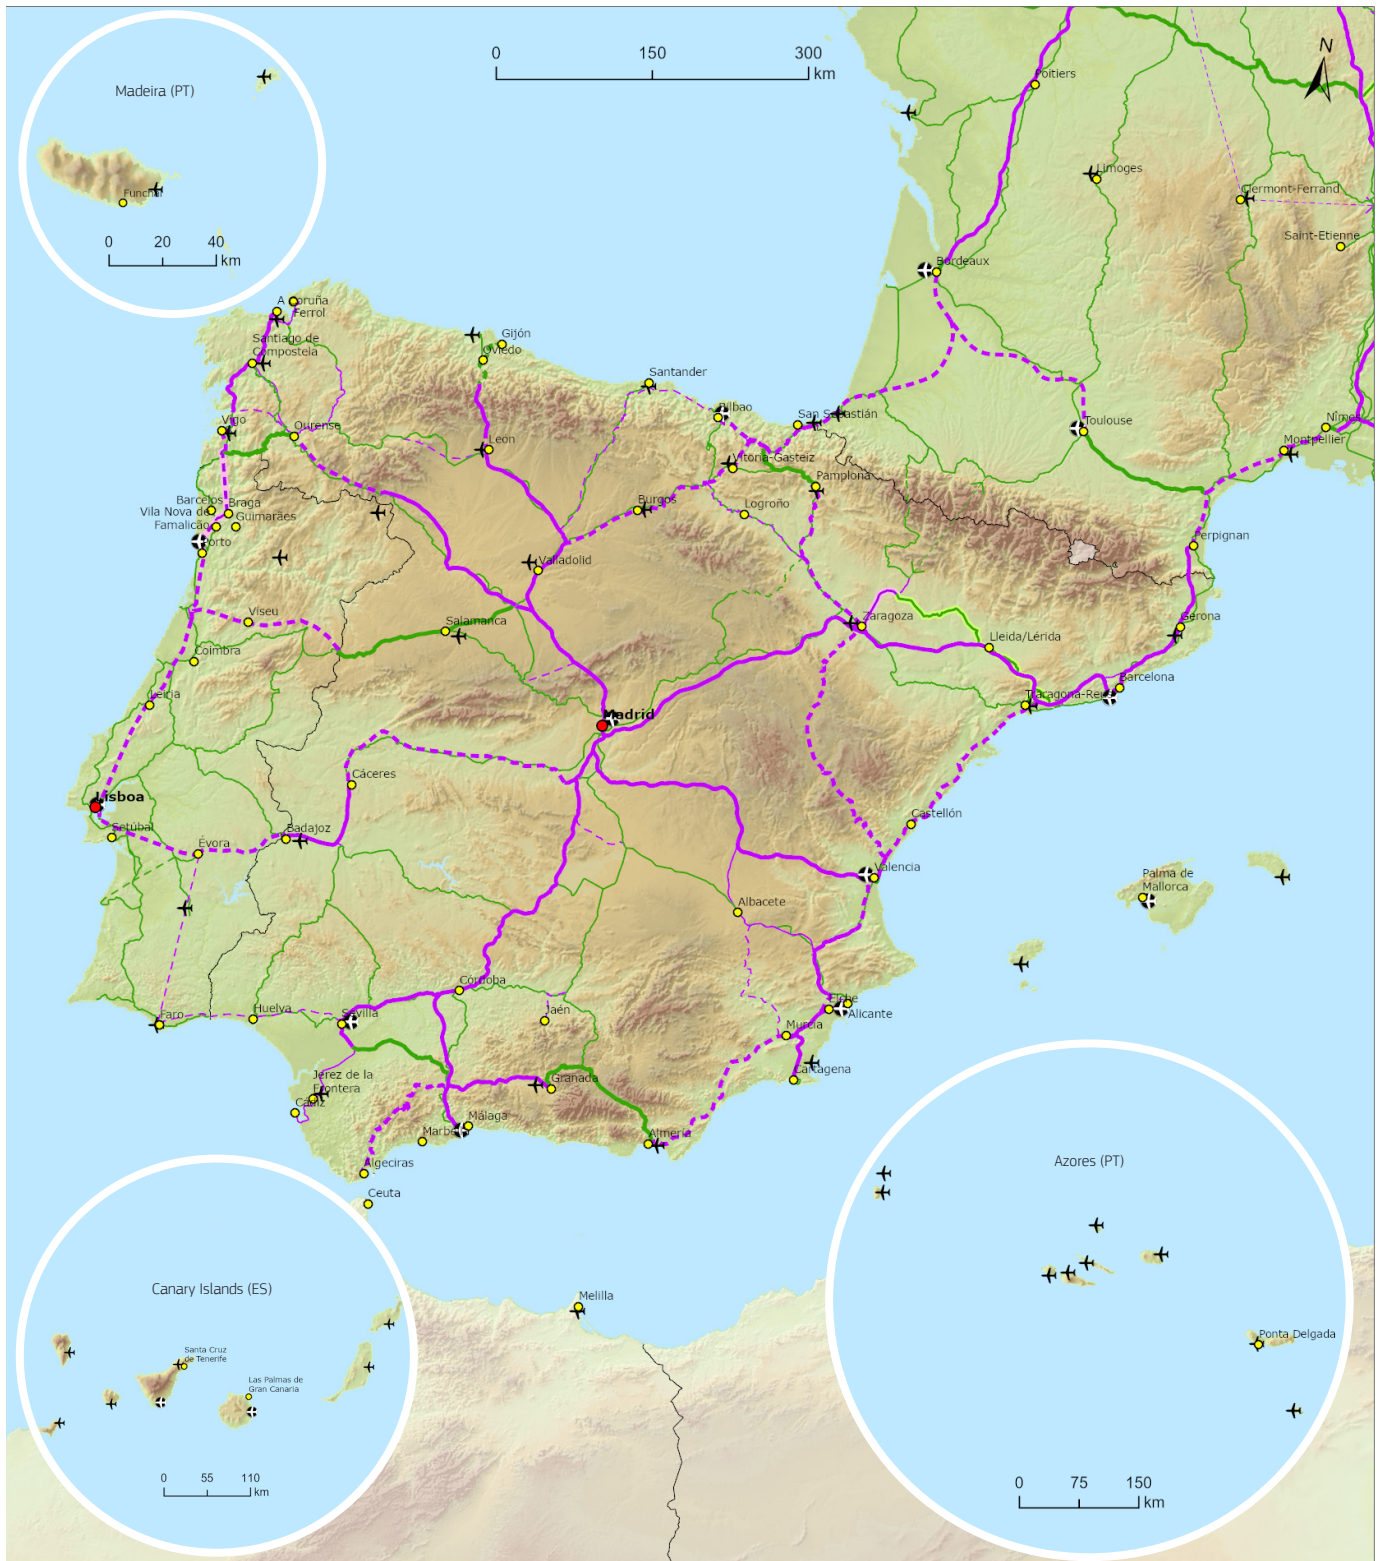 0 150 300
km
N
Madeira (PT)
Funchal
0 20 40
km
Poitiers
Limoges
Clermont-Ferrand
Saint-Etienne
Bordeaux
A Coruña
Ferrol
Santiago de
Compostela
Gijón
Oviedo
Santander
Bilbao
San Sebastián
Toulouse
Nîmes
Montpellier
Vigo
Ourense
León
Vitoria-Gasteiz
Pamplona
Barcelos
Braga
Vila Nova de
Famalicão
Guimarães
Porto
Burgos
Logroño
Perpignan
Valladolid
Viseu
Salamanca
Zaragoza
Lleida/Lérida
Gerona
Coimbra
Leiria
Barcelona
Tarragona-Reus
Madrid
Cáceres
Lisboa
Setúbal
Évora
Badajoz
Castellón
Valencia
Palma de
Mallorca
Albacete
Córdoba
Faro
Huelva
Sevilla
Jaén
Elche
Alicante
Murcia
Cartagena
Jerez de la
Frontera
Cádiz
Granada
Málaga
Marbella
Almería
Algeciras
Ceuta
Melilla
Canary Islands (ES)
Santa Cruz
de Tenerife
Las Palmas de
Gran Canaria
0 55 110
km
Azores (PT)
Ponta Delgada
0 75 150
km